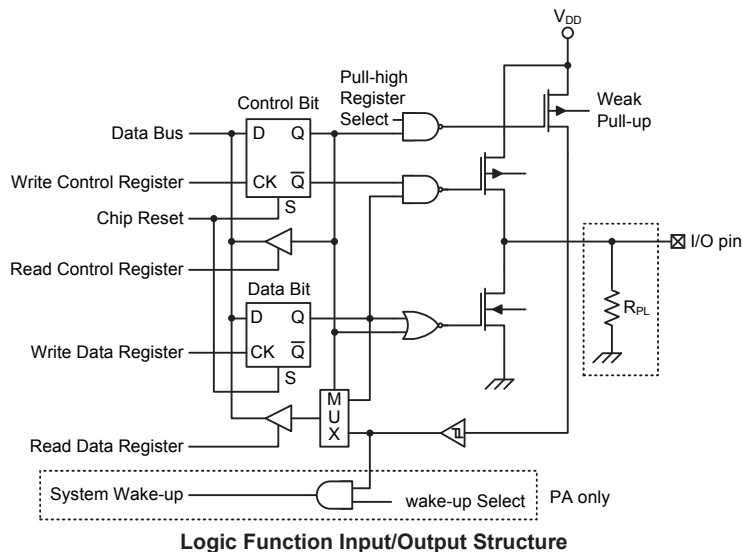 V_DD
Pull-high
Register
Select
Weak
Pull-up
Control Bit
Data Bus
D
Q
Write Control Register
CK
Q̅
S
Chip Reset
I/O pin
Read Control Register
R_PL
Data Bit
D
Q
Write Data Register
CK
Q̅
S
M
U
X
Read Data Register
System Wake-up
wake-up Select
PA only
Logic Function Input/Output Structure